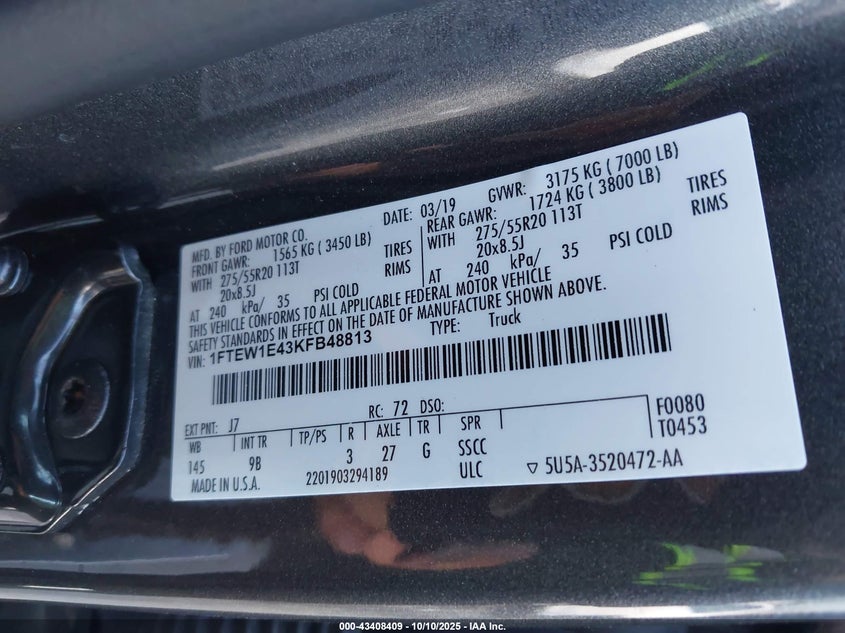 MFD. BY FORD MOTOR CO.
DATE: 03/19 GVWR: 3175 KG ( 7000 LB)
FRONT GAWR: 1565 KG ( 3450 LB) REAR GAWR: 1724 KG ( 3800 LB)
WITH 275/55R20 113T TIRES WITH 275/55R20 113T TIRES
20x8.5J RIMS 20x8.5J RIMS
AT 240 kPa/ 35 PSI COLD AT 240 kPa/ 35 PSI COLD
THIS VEHICLE CONFORMS TO ALL APPLICABLE FEDERAL MOTOR VEHICLE
SAFETY STANDARDS IN EFFECT ON THE DATE OF MANUFACTURE SHOWN ABOVE.
VIN: 1FTEW1E43KFB48813 TYPE: Truck
EXT PNT: J7 RC: 72 DSO: F0080
WB INT TR TP/PS R AXLE TR SPR T0453
145 9B 3 27 G SSCC
MADE IN U.S.A. 2201903294189 ULC ▽ 5U5A-3520472-AA
000-43408409 - 10/10/2025 - IAA Inc.